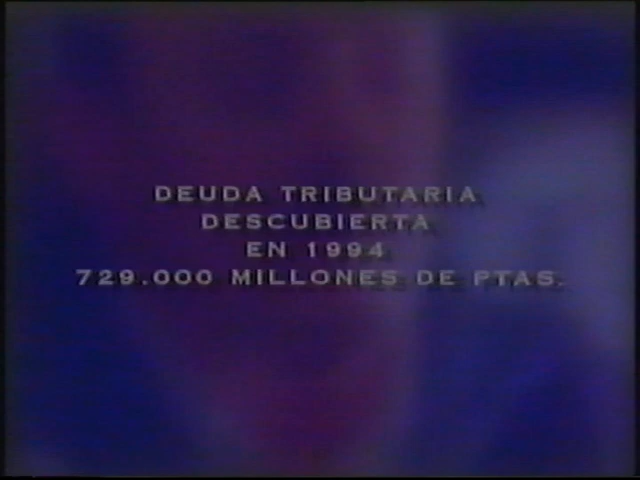 DEUDA TRIBUTARIA
DESCUBIERTA
EN 1994
729.000 MILLONES DE PTAS.